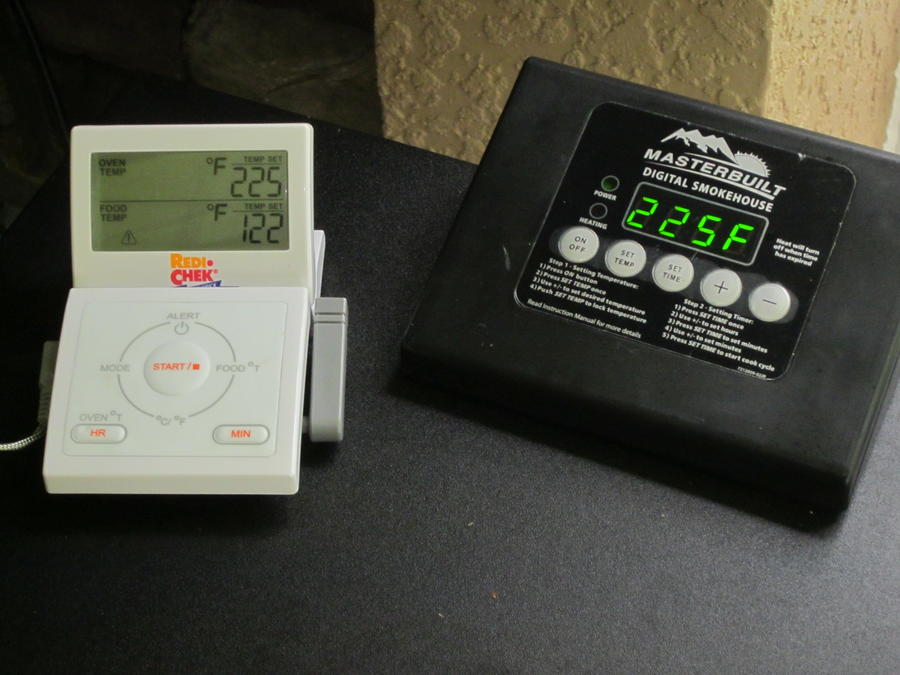 OVEN TEMP
°F
TEMP SET
225
FOOD TEMP
°F
TEMP SET
122
REDI
CHEK®
ALERT
MODE
START/■
FOOD °T
OVEN °T
°C/ °F
HR
MIN
MASTERBUILT
DIGITAL SMOKEHOUSE
POWER
HEATING
225F
Heat will turn
off when time
has expired
ON
OFF
SET
TEMP
SET
TIME
+
−
Step 1 - Setting Temperature:
1) Press ON button
2) Press SET TEMP once
3) Use +/- to set desired temperature
4) Push SET TEMP to lock temperature
Read Instruction Manual for more details
Step 2 - Setting Timer:
1) Press SET TIME once
2) Use +/- to set hours
3) Press SET TIME to set minutes
4) Use +/- to set minutes
5) Press SET TIME to start cook cycle